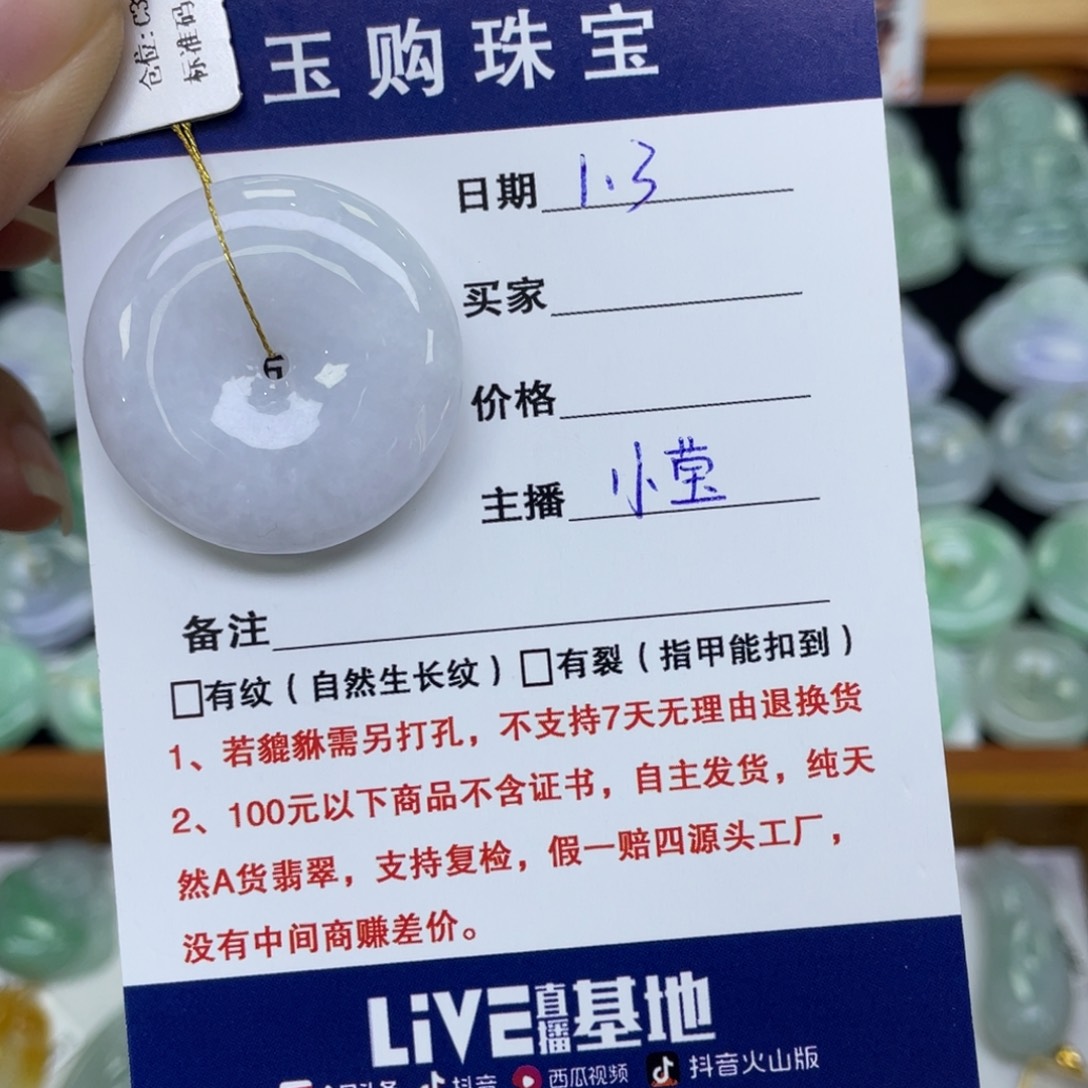 仓位:C3
标准码
玉购珠宝
日期 1.3
买家
价格
主播 小莹
备注
□有纹（自然生长纹）□有裂（指甲能扣到）
1、若貔貅需另打孔，不支持7天无理由退换货
2、100元以下商品不含证书，自主发货，纯天
然A货翡翠，支持复检，假一赔四源头工厂，
没有中间商赚差价。
LiVE直播基地
抖音 西瓜视频 抖音火山版